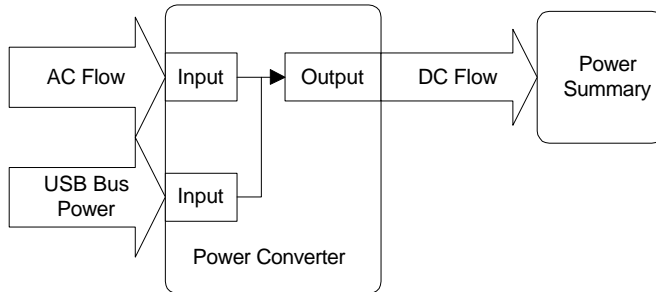 AC Flow
Input
Output
DC Flow
Power
Summary
USB Bus
Power
Input
Power Converter